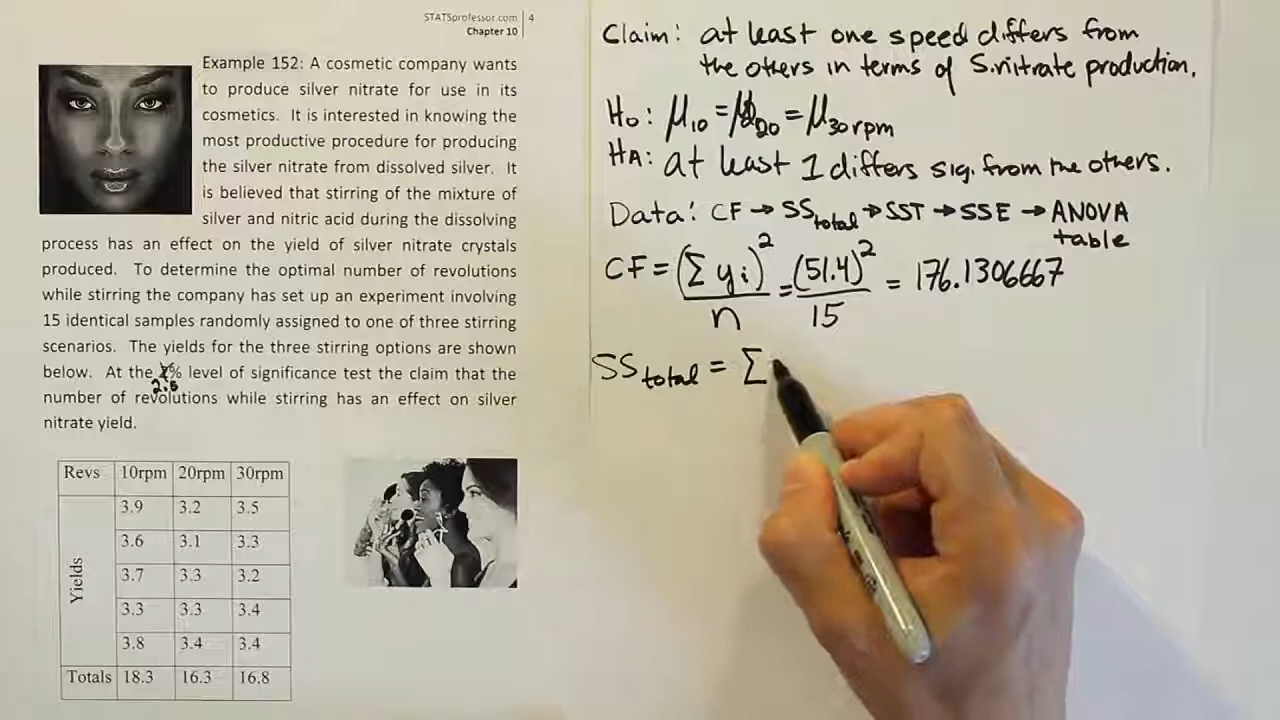 STATSprofessor.com 4
Chapter 10
Example 152: A cosmetic company wants
to produce silver nitrate for use in its
cosmetics. It is interested in knowing the
most productive procedure for producing
the silver nitrate from dissolved silver. It
is believed that stirring of the mixture of
silver and nitric acid during the dissolving
process has an effect on the yield of silver nitrate crystals
produced. To determine the optimal number of revolutions
while stirring the company has set up an experiment involving
15 identical samples randomly assigned to one of three stirring
scenarios. The yields for the three stirring options are shown
below. At the % level of significance test the claim that the
2.5
number of revolutions while stirring has an effect on silver
nitrate yield.
Revs 10rpm 20rpm 30rpm
Yields
3.9 3.2 3.5
3.6 3.1 3.3
3.7 3.3 3.2
3.3 3.3 3.4
3.8 3.4 3.4
Totals 18.3 16.3 16.8
Claim: at least one speed differs from
the others in terms of S.nitrate production.
H0: μ10 = μ20 = μ30rpm
HA: at least 1 differs sig. from the others.
Data: CF → SStotal → SST → SSE → ANOVA
table
CF = (Σ yi)² / n = (51.4)² / 15 = 176.1306667
SStotal = Σ